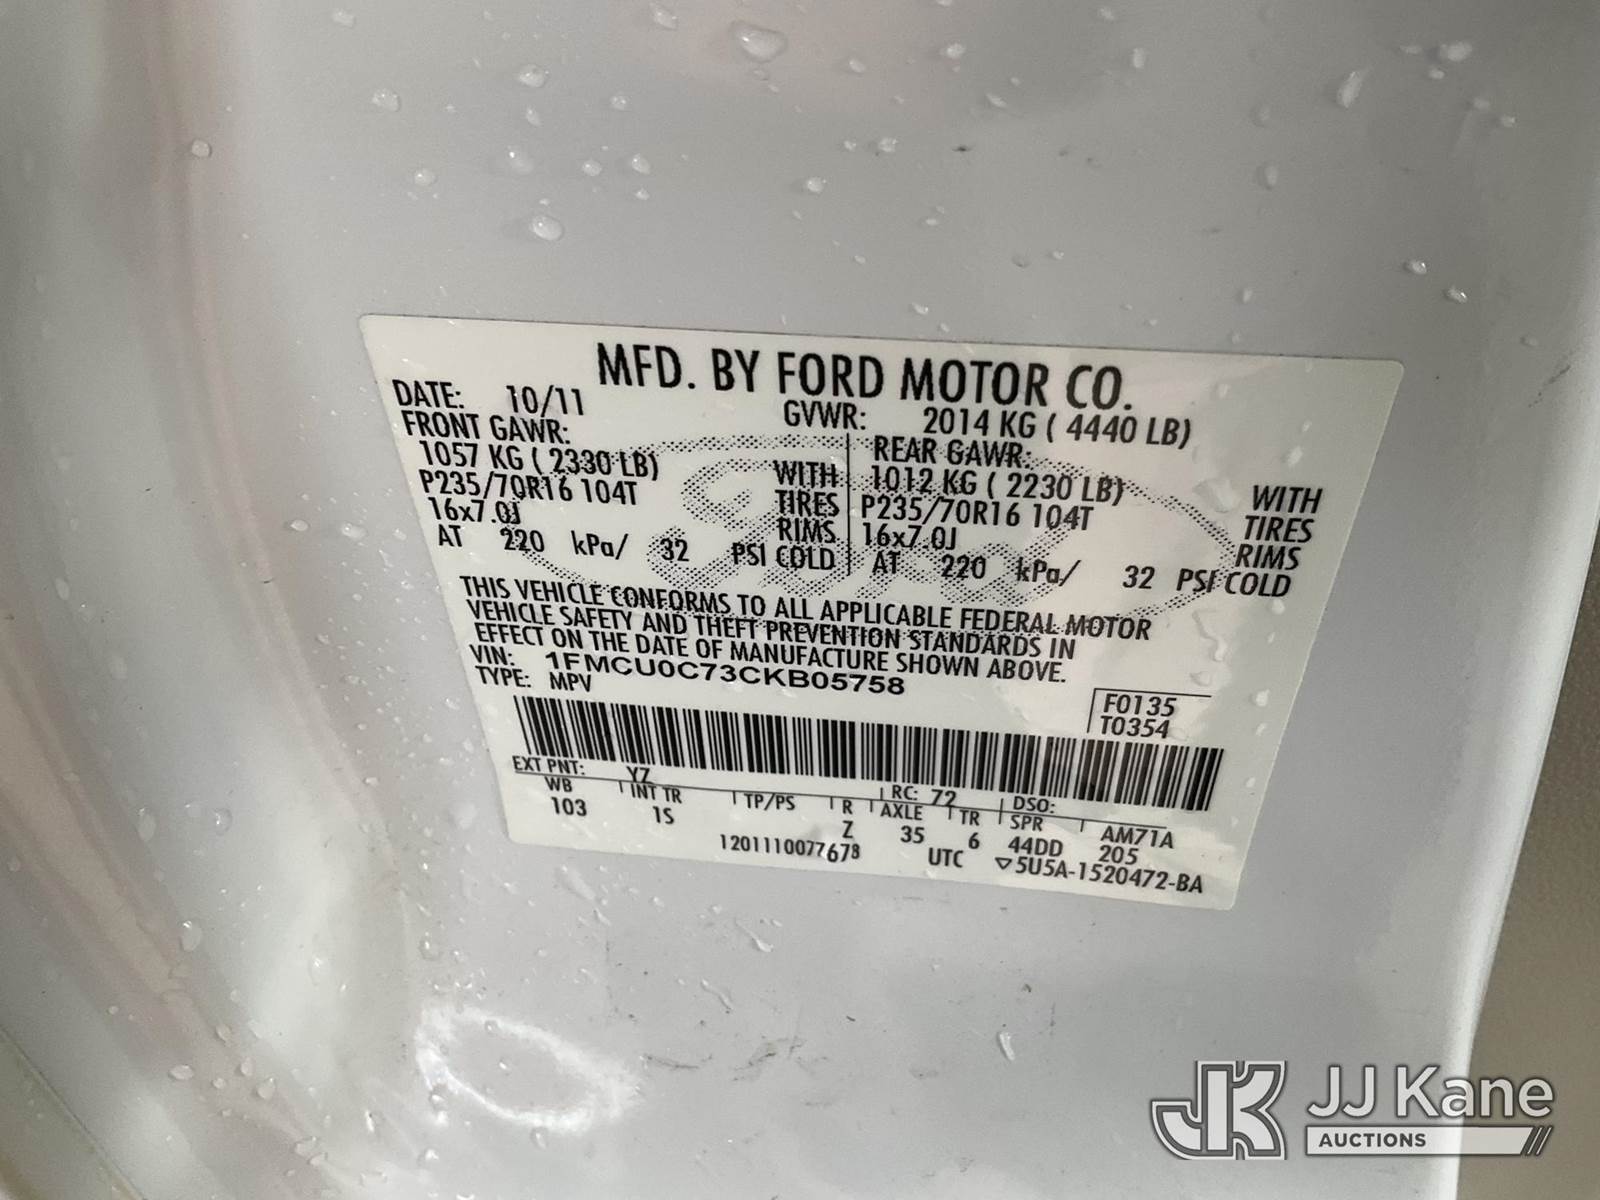 MFD. BY FORD MOTOR CO.
DATE: 10/11 GVWR: 2014 KG ( 4440 LB)
FRONT GAWR: REAR GAWR:
1057 KG ( 2330 LB) WITH 1012 KG ( 2230 LB) WITH
P235/70R16 104T TIRES P235/70R16 104T TIRES
16x7.0J RIMS 16x7.0J RIMS
AT 220 kPa/ 32 PSI COLD AT 220 kPa/ 32 PSI COLD
THIS VEHICLE CONFORMS TO ALL APPLICABLE FEDERAL MOTOR
VEHICLE SAFETY AND THEFT PREVENTION STANDARDS IN
EFFECT ON THE DATE OF MANUFACTURE SHOWN ABOVE.
VIN: 1FMCU0C73CKB05758
TYPE: MPV
F0135
T0354
EXT PNT: YZ RC: 72 DSO:
WB INT TR TP/PS R AXLE TR SPR AM71A
103 1S Z 35 6 44DD 205
1201110077678 UTC ▽5U5A-1520472-BA
JK JJ Kane
AUCTIONS